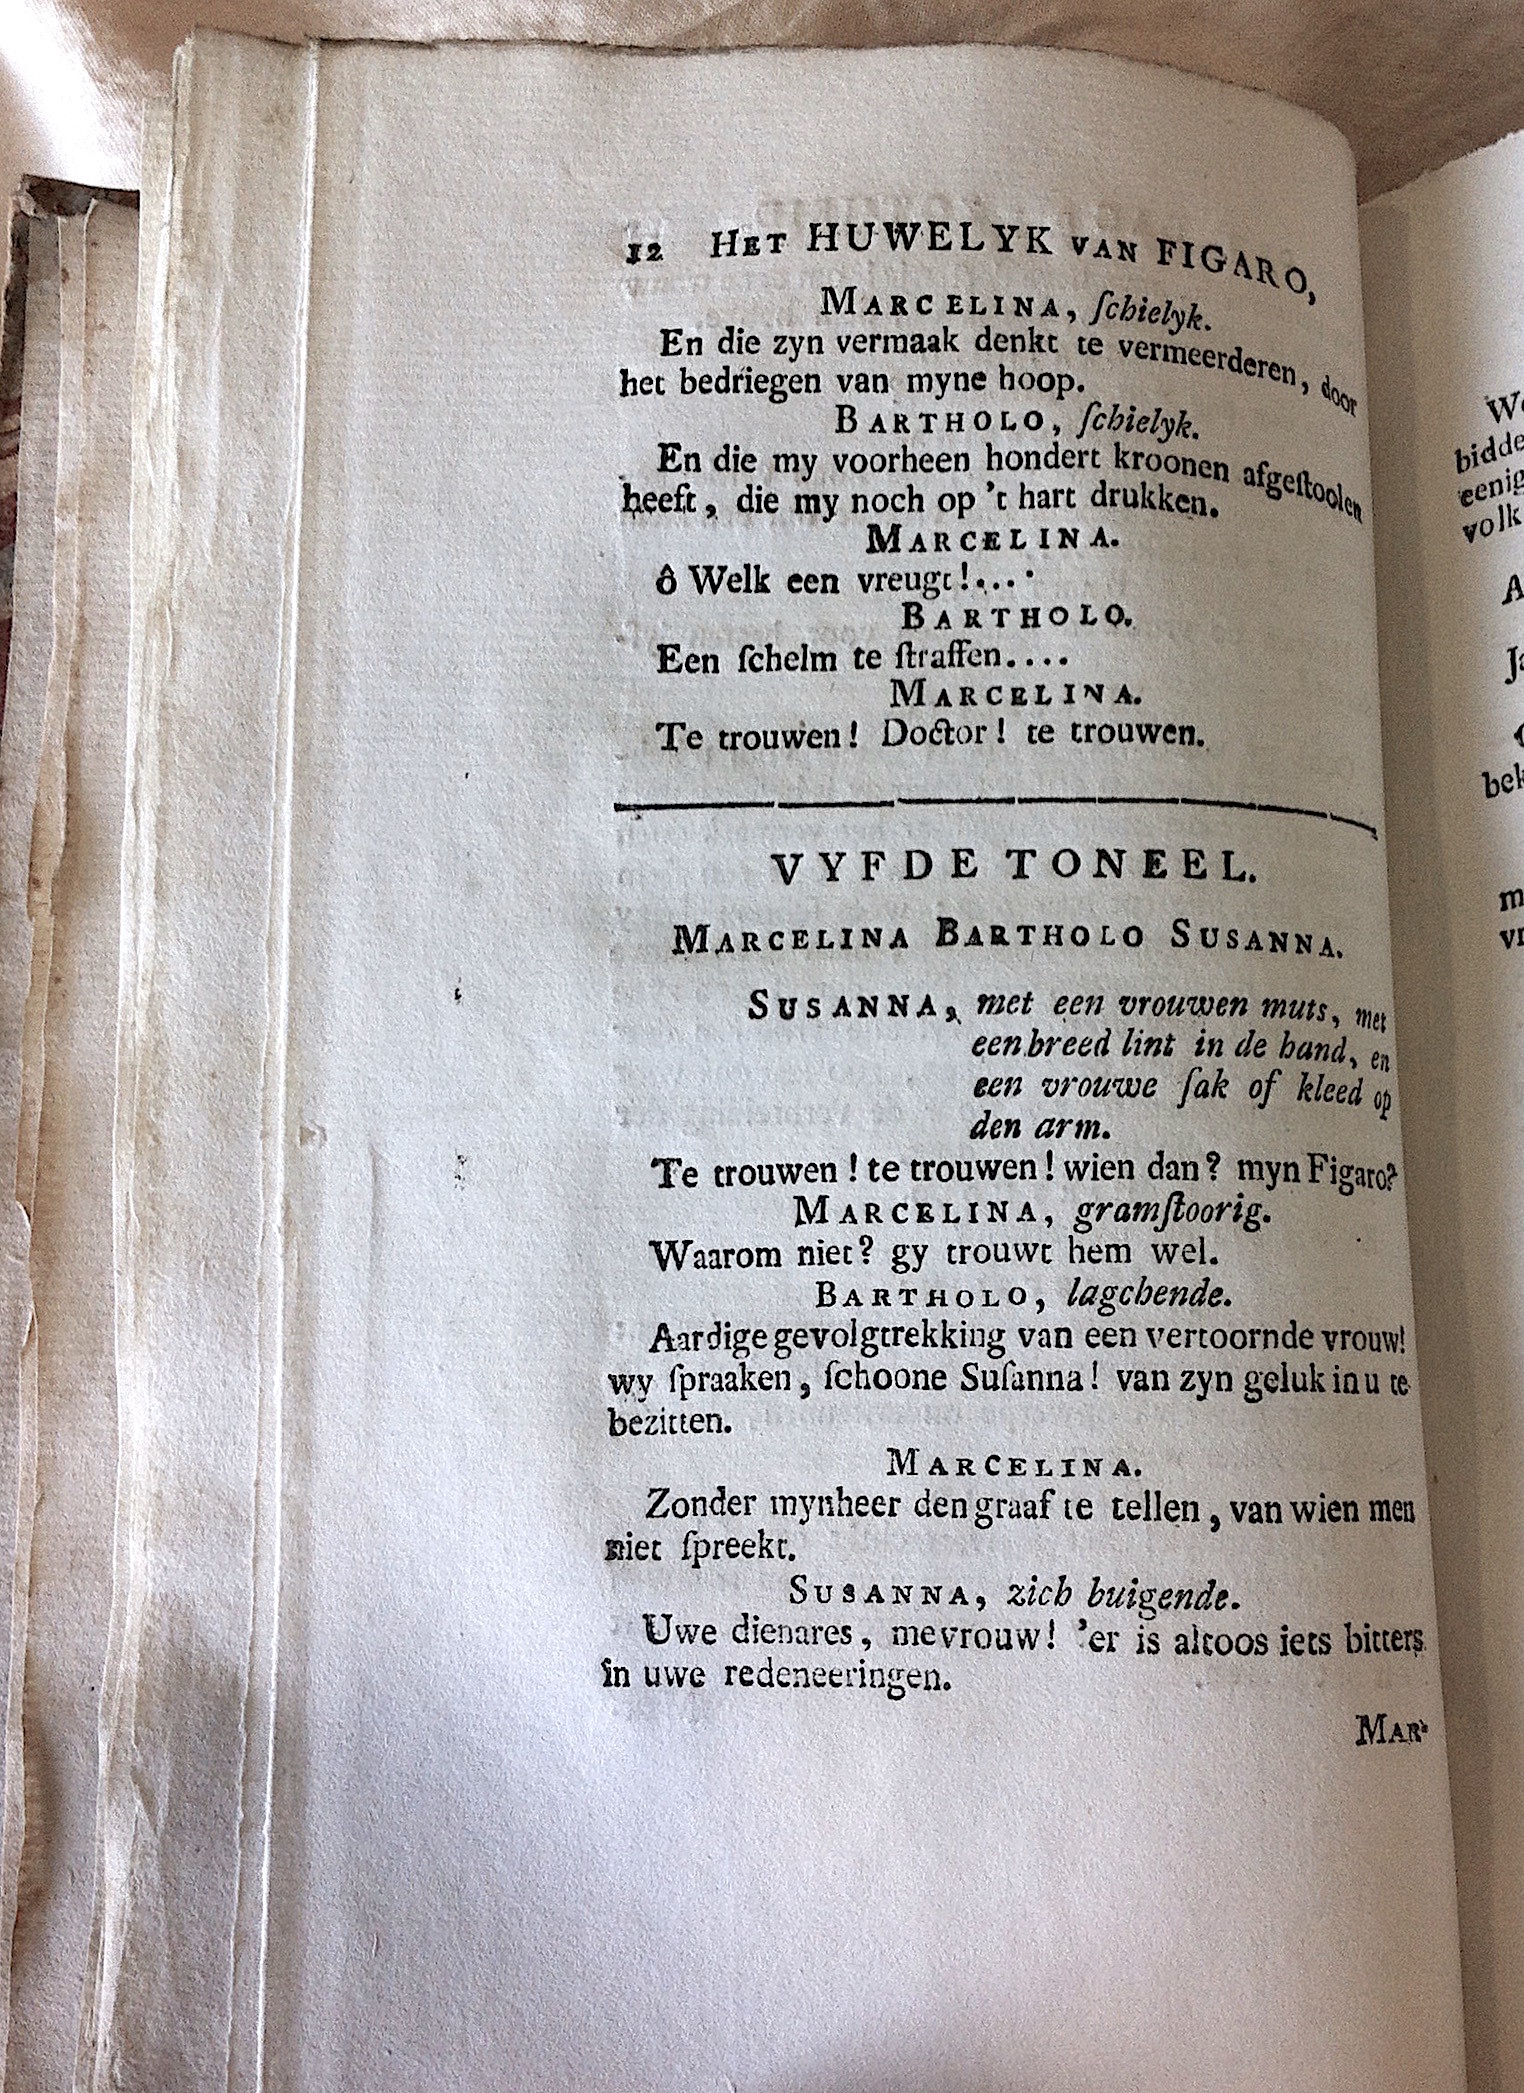 12 HET HUWELYK VAN FIGARO,
MARCELINA, ſchielyk.
En die zyn vermaak denkt te vermeerderen, door
het bedriegen van myne hoop.
BARTHOLO, ſchielyk.
En die my voorheen hondert kroonen afgeſtoolen
heeft, die my noch op 't hart drukken.
MARCELINA.
ô Welk een vreugt!....
BARTHOLO.
Een ſchelm te ſtraffen....
MARCELINA.
Te trouwen! Doctor! te trouwen.
VYFDE TONEEL.
MARCELINA BARTHOLO SUSANNA.
SUSANNA, met een vrouwen muts, met
een breed lint in de hand, en
een vrouwe ſak of kleed op
den arm.
Te trouwen! te trouwen! wien dan? myn Figaro?
MARCELINA, gramſtoorig.
Waarom niet? gy trouwt hem wel.
BARTHOLO, lagchende.
Aardige gevolgtrekking van een vertoornde vrouw!
wy ſpraaken, ſchoone Suſanna! van zyn geluk in u te
bezitten.
MARCELINA.
Zonder mynheer den graaf te tellen, van wien men
niet ſpreekt.
SUSANNA, zich buigende.
Uwe dienares, mevrouw! 'er is altoos iets bitters
in uwe redeneeringen.
MAR-
bidde
eenig
volk